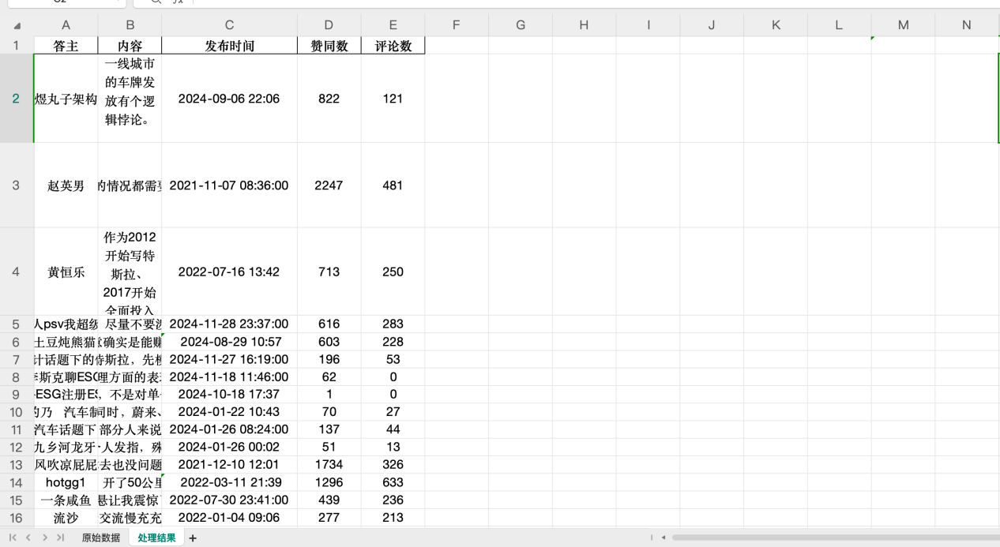 A B C D E F G H I J K L M N
1 答主 内容 发布时间 赞同数 评论数
2 煜丸子架构 一线城市 2024-09-06 22:06 822 121
的车牌发
放有个逻
辑悖论。
3 赵英男 的情况都需要 2021-11-07 08:36:00 2247 481
4 黄恒乐 作为2012 2022-07-16 13:42 713 250
开始写特
斯拉、
2017开始
全面投入
5 人psv我超级 尽量不要涉 2024-11-28 23:37:00 616 283
6 土豆炖熊猫 确实是能赚 2024-08-29 10:57 603 228
7 计话题下的 特斯拉，先模 2024-11-27 16:19:00 196 53
8 李斯克聊ESG 理方面的表现 2024-11-18 11:46:00 62 0
9 ESG注册ES ，不是对单 2024-10-18 17:37 1 0
10 的乃 汽车制 同时，蔚来、 2024-01-22 10:43 70 27
11 汽车话题下 部分人来说 2024-01-26 08:24:00 137 44
12 九乡河龙牙 人发指，殊 2024-01-26 00:02 51 13
13 风吹凉屁屁 去也没问题 2021-12-10 12:01 1734 326
14 hotgg1 开了50公里 2022-03-11 21:39 1296 633
15 一条咸鱼 悬让我震惊 2022-07-30 23:41:00 439 236
16 流沙 交流慢充充 2022-01-04 09:06 277 213
原始数据 处理结果 +